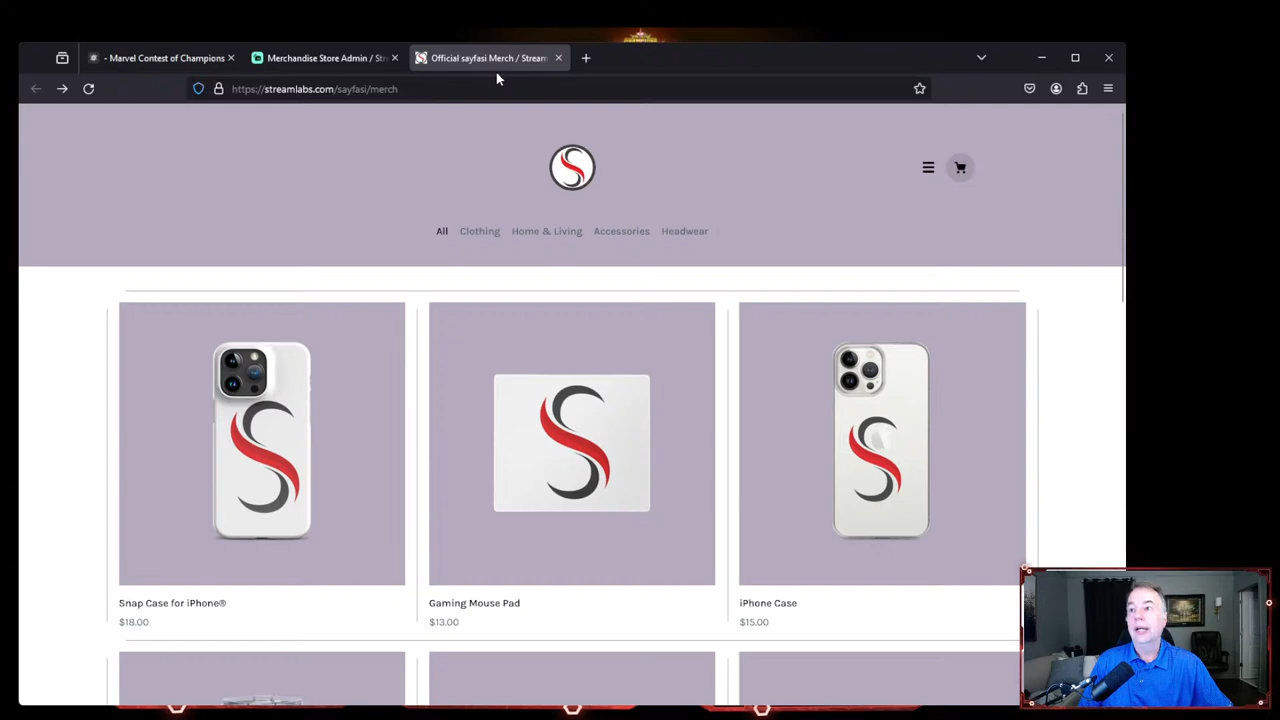 - Marvel Contest of Champions
Merchandise Store Admin / Stre
Official sayfasi Merch / Stream
https://streamlabs.com/sayfasi/merch
All Clothing Home & Living Accessories Headwear
Snap Case for iPhone® Gaming Mouse Pad iPhone Case
$18.00 $13.00 $15.00